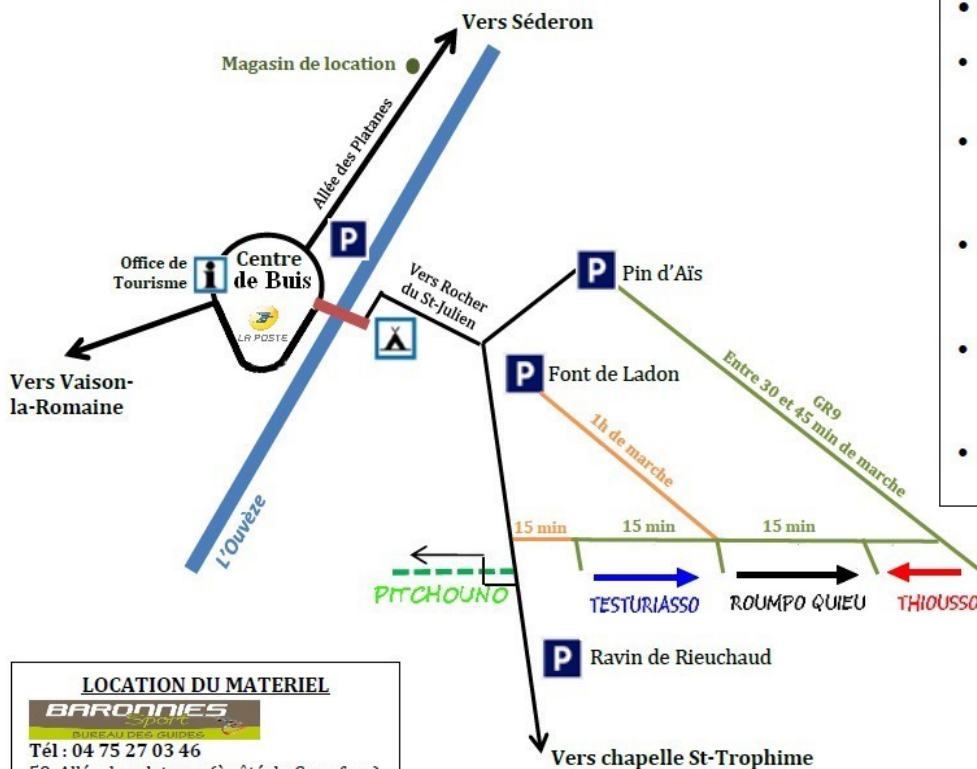 Vers Séderon
Magasin de location
Allée des Platanes
P
Office de
Tourisme
i
Centre
de Buis
LA POSTE
Vers Rocher
du St-Julien
P
Pin d'Aïs
Vers Vaison-
la-Romaine
P
Font de Ladon
GR9
Entre 30 et 45 min de marche
1h de marche
L'Ouvèze
15 min
15 min
15 min
PITCHOUNO
TESTURIASSO
ROUMPO QUIEU
THIOUSSO
P
Ravin de Rieuchaud
LOCATION DU MATERIEL
BARONNIES
Sport
BUREAU DES GUIDES
Tél : 04 75 27 03 46
Vers chapelle St-Trophime